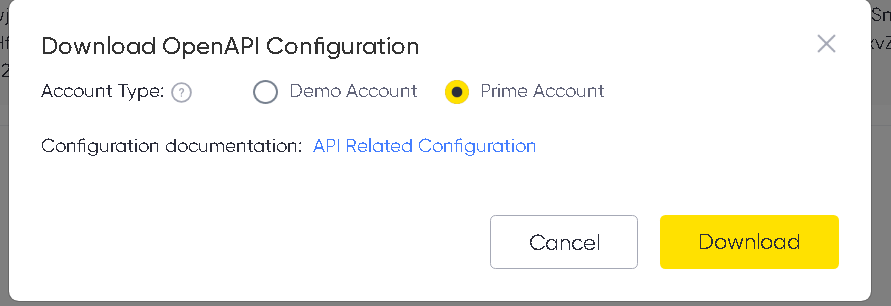 Download OpenAPI Configuration
Account Type: ? Demo Account Prime Account
Configuration documentation: API Related Configuration
Cancel Download